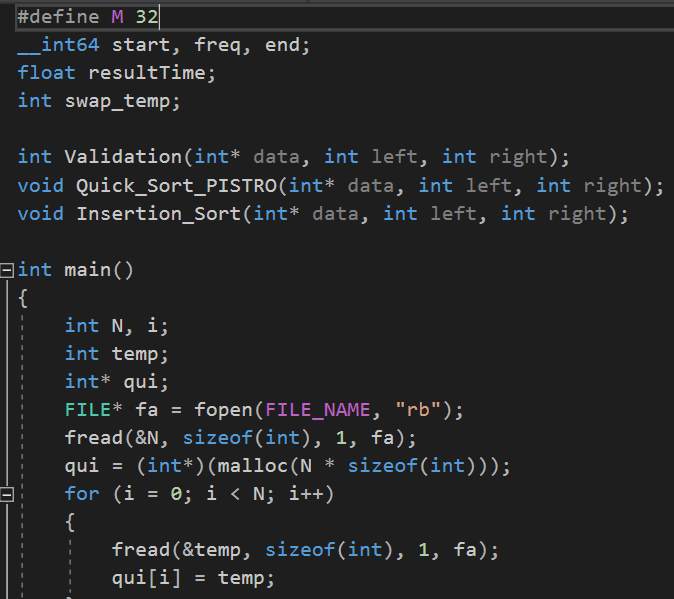 #define M 32
__int64 start, freq, end;
float resultTime;
int swap_temp;
int Validation(int* data, int left, int right);
void Quick_Sort_PISTRO(int* data, int left, int right);
void Insertion_Sort(int* data, int left, int right);
int main()
{
int N, i;
int temp;
int* qui;
FILE* fa = fopen(FILE_NAME, "rb");
fread(&N, sizeof(int), 1, fa);
qui = (int*)(malloc(N * sizeof(int)));
for (i = 0; i < N; i++)
{
fread(&temp, sizeof(int), 1, fa);
qui[i] = temp;